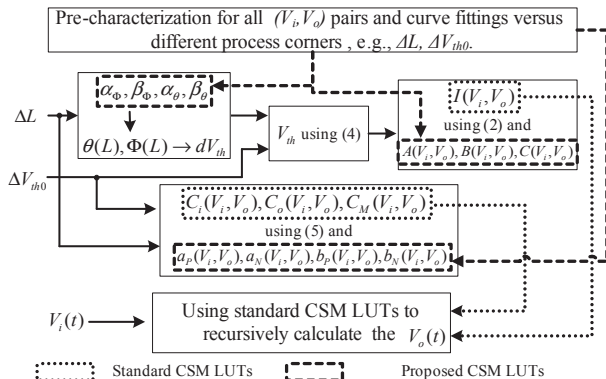 Pre-characterization for all (Vi,Vo) pairs and curve fittings versus
different process corners , e.g., ΔL, ΔVth0.
αΦ, βΦ, αθ, βθ
θ(L), Φ(L) → dVth
ΔL
ΔVth0
Vth using (4)
I(Vi,Vo)
using (2) and
A(Vi,Vo), B(Vi,Vo), C(Vi,Vo)
Ci(Vi,Vo), Co(Vi,Vo), CM(Vi,Vo)
using (5) and
aP(Vi,Vo), aN(Vi,Vo), bP(Vi,Vo), bN(Vi,Vo)
Vi(t)
Using standard CSM LUTs to
recursively calculate the Vo(t)
Standard CSM LUTs
Proposed CSM LUTs